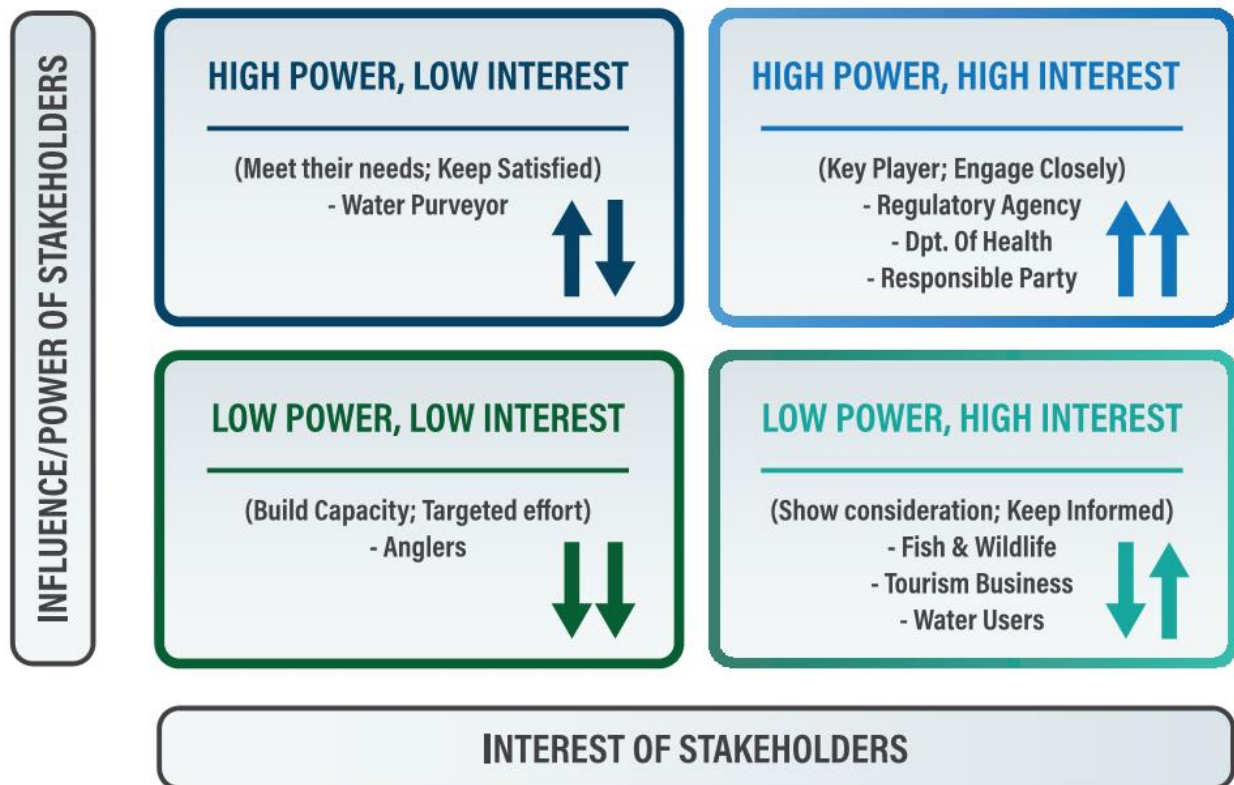 INFLUENCE/POWER OF STAKEHOLDERS
HIGH POWER, LOW INTEREST
(Meet their needs; Keep Satisfied)
- Water Purveyor
HIGH POWER, HIGH INTEREST
(Key Player; Engage Closely)
- Regulatory Agency
- Dpt. Of Health
- Responsible Party
LOW POWER, LOW INTEREST
(Build Capacity; Targeted effort)
- Anglers
LOW POWER, HIGH INTEREST
(Show consideration; Keep Informed)
- Fish & Wildlife
- Tourism Business
- Water Users
INTEREST OF STAKEHOLDERS